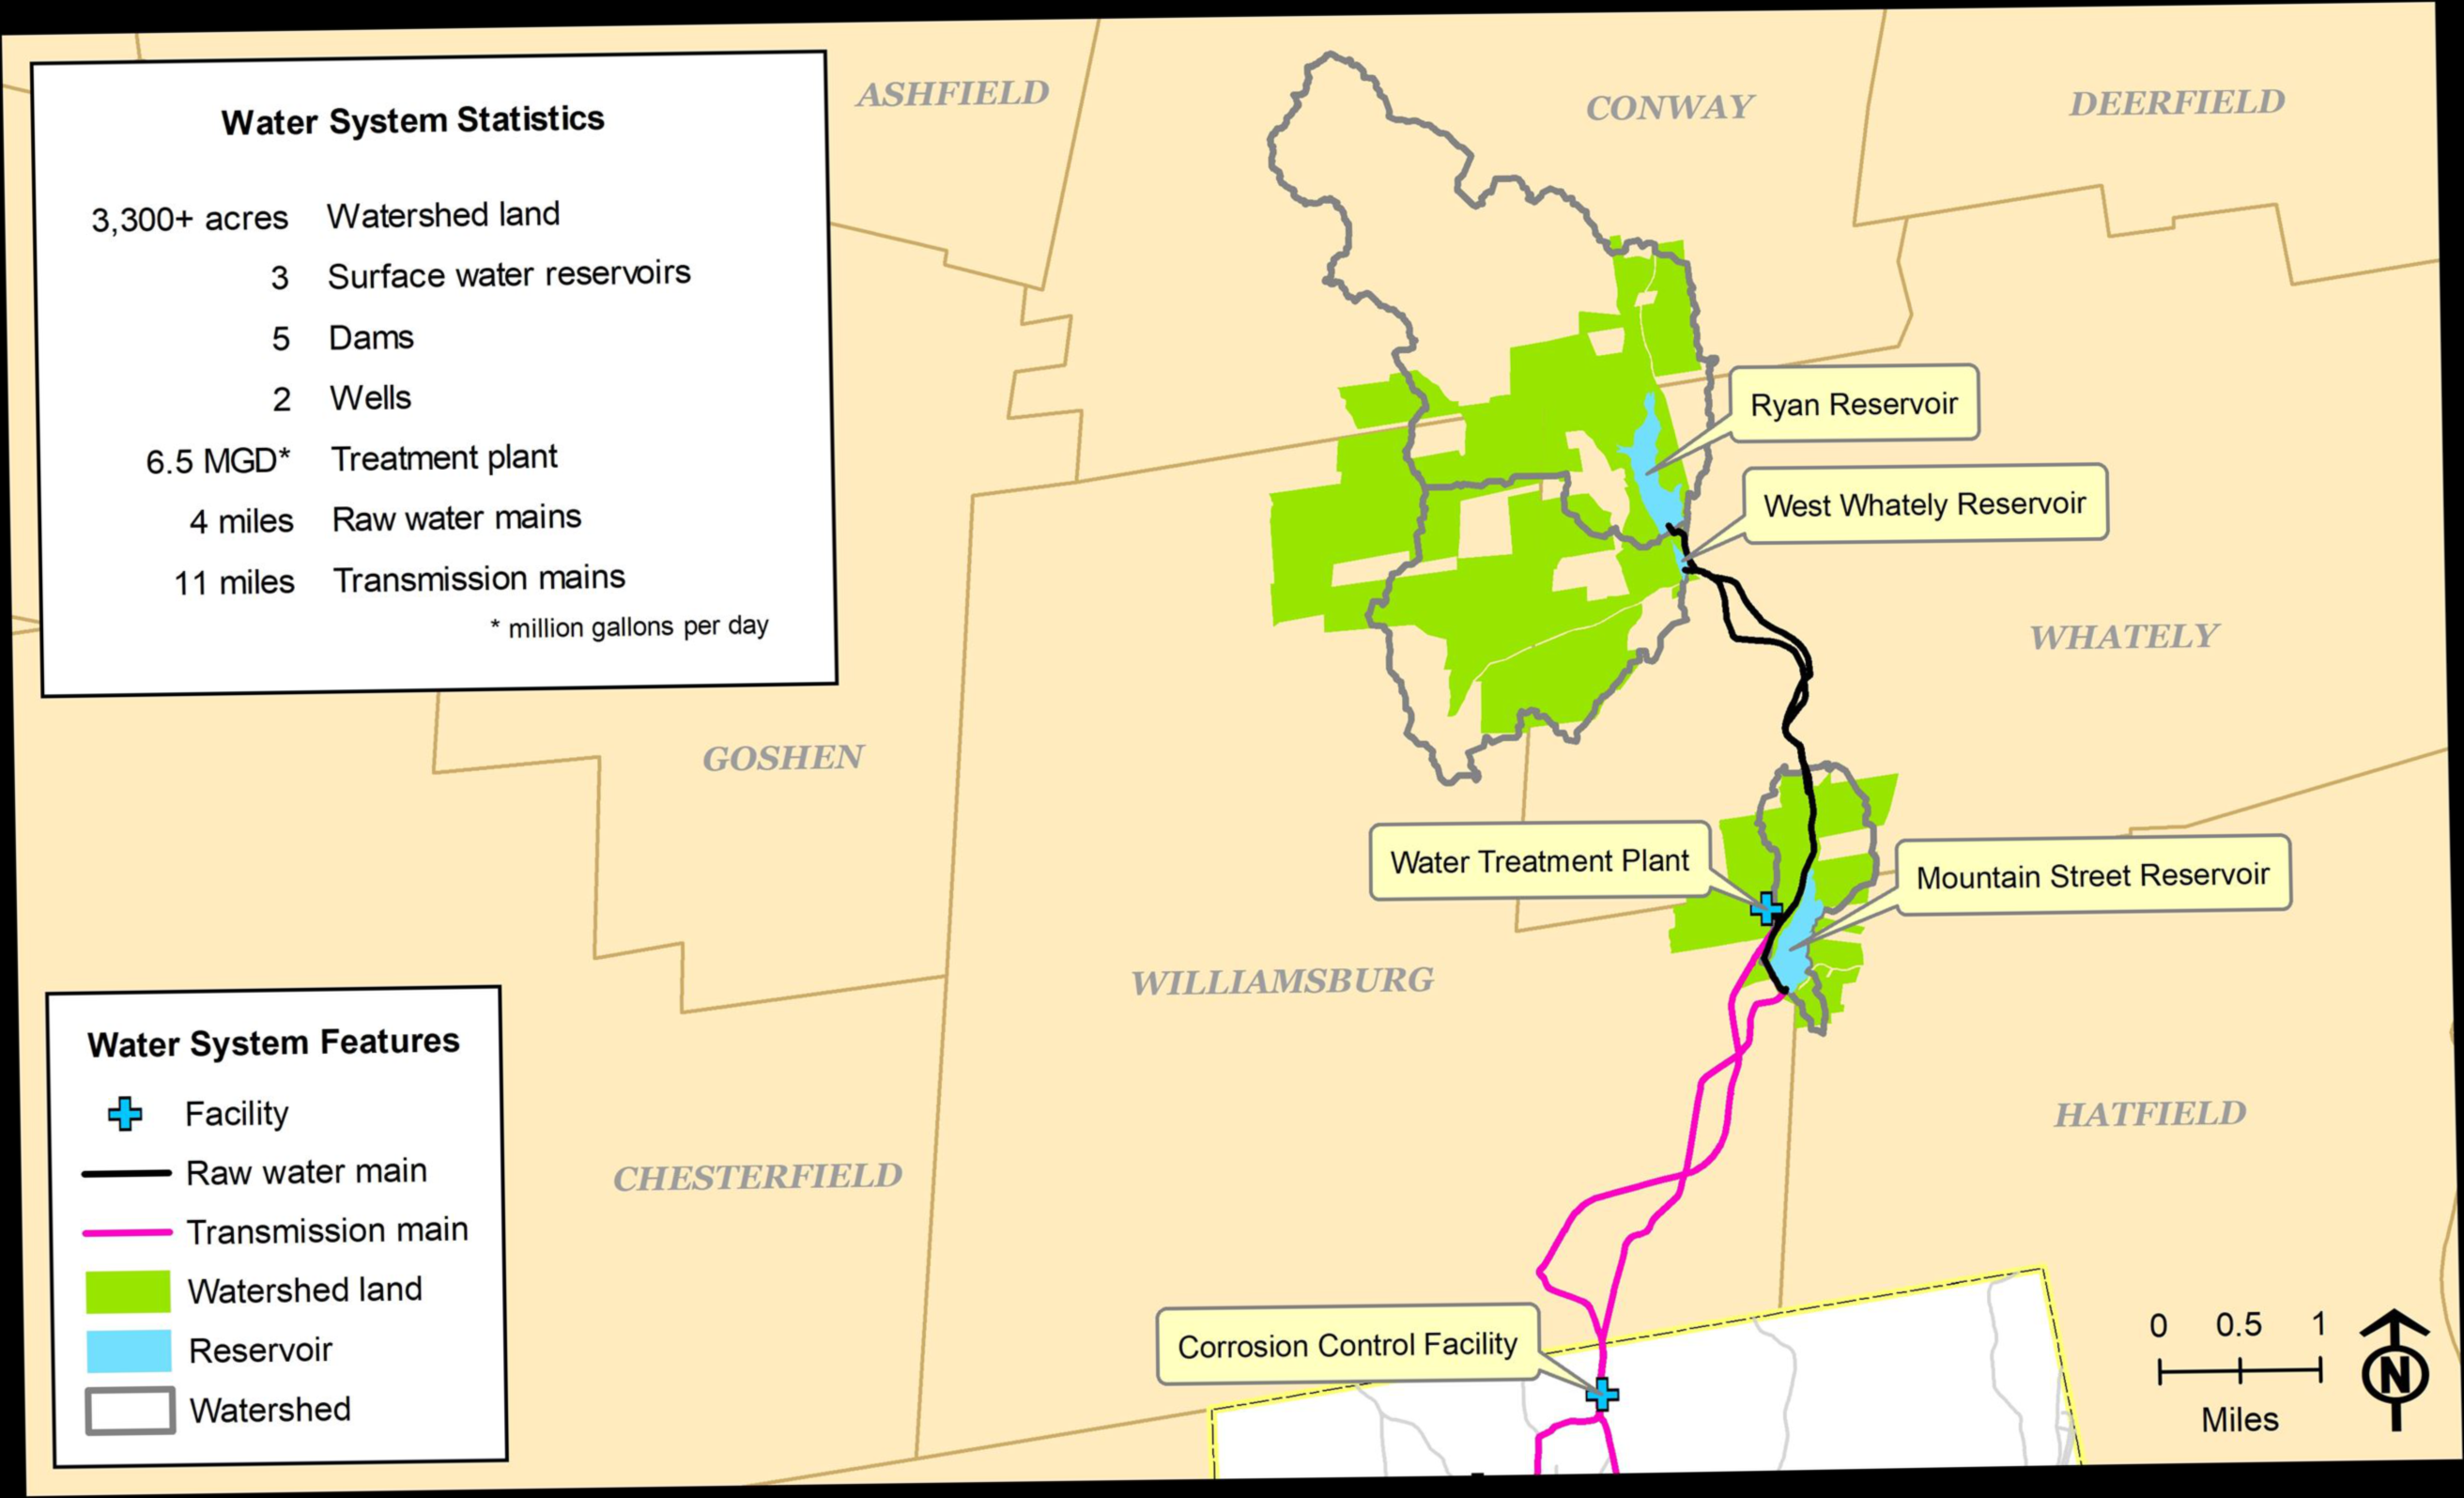 Water System Statistics
3,300+ acres Watershed land
3 Surface water reservoirs
5 Dams
2 Wells
6.5 MGD* Treatment plant
4 miles Raw water mains
11 miles Transmission mains
* million gallons per day
ASHFIELD
CONWAY
DEERFIELD
Ryan Reservoir
West Whately Reservoir
WHATELY
GOSHEN
Water Treatment Plant
Mountain Street Reservoir
WILLIAMSBURG
HATFIELD
CHESTERFIELD
Corrosion Control Facility
Water System Features
Facility
Raw water main
Transmission main
Watershed land
Reservoir
Watershed
0 0.5 1
Miles
N